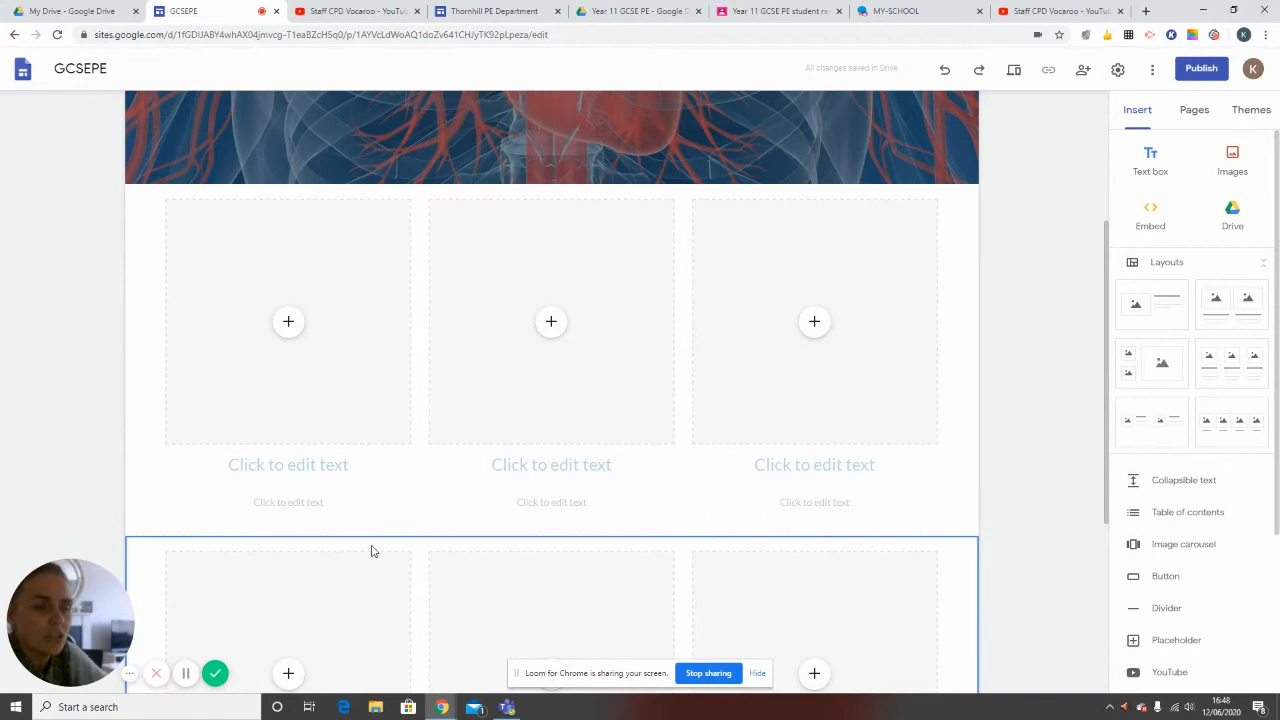 My Drive - Google Drive
GCSEPE
Staff CPD Vocaroo - YouTu
Thornhill PE Department
Year 11 GCSE PE - Google D
Year 11 GCSE PE student re
MY-SCHOOL
Staff CPD Vocaroo - YouTu
sites.google.com/d/1fGDIJABY4whAX04jmvcg-T1ea8ZcH5q0/p/1AYVcLdWoAQ1doZv641CHJyTK92pLpeza/edit
K
GCSEPE
All changes saved in Drive
Publish
K
Insert
Pages
Themes
Text box
Images
Embed
Drive
Layouts
Click to edit text
Click to edit text
Click to edit text
Click to edit text
Click to edit text
Click to edit text
Collapsible text
Table of contents
Image carousel
Button
Divider
Placeholder
YouTube
Loom for Chrome is sharing your screen.
Stop sharing
Hide
Start a search
1
16:48
12/06/2020
8